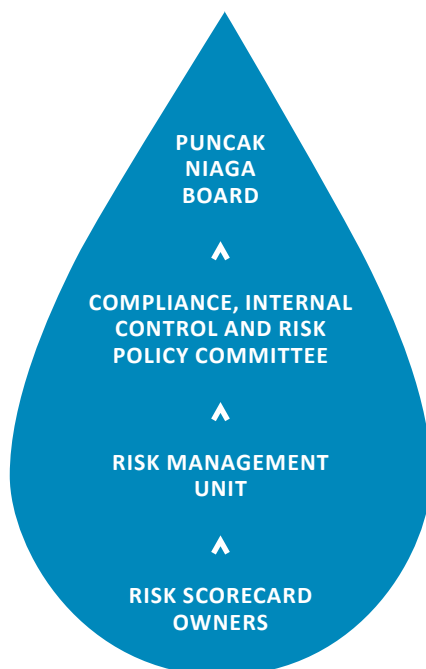 PUNCAK
NIAGA
BOARD
COMPLIANCE, INTERNAL
CONTROL AND RISK
POLICY COMMITTEE
RISK MANAGEMENT
UNIT
RISK SCORECARD
OWNERS